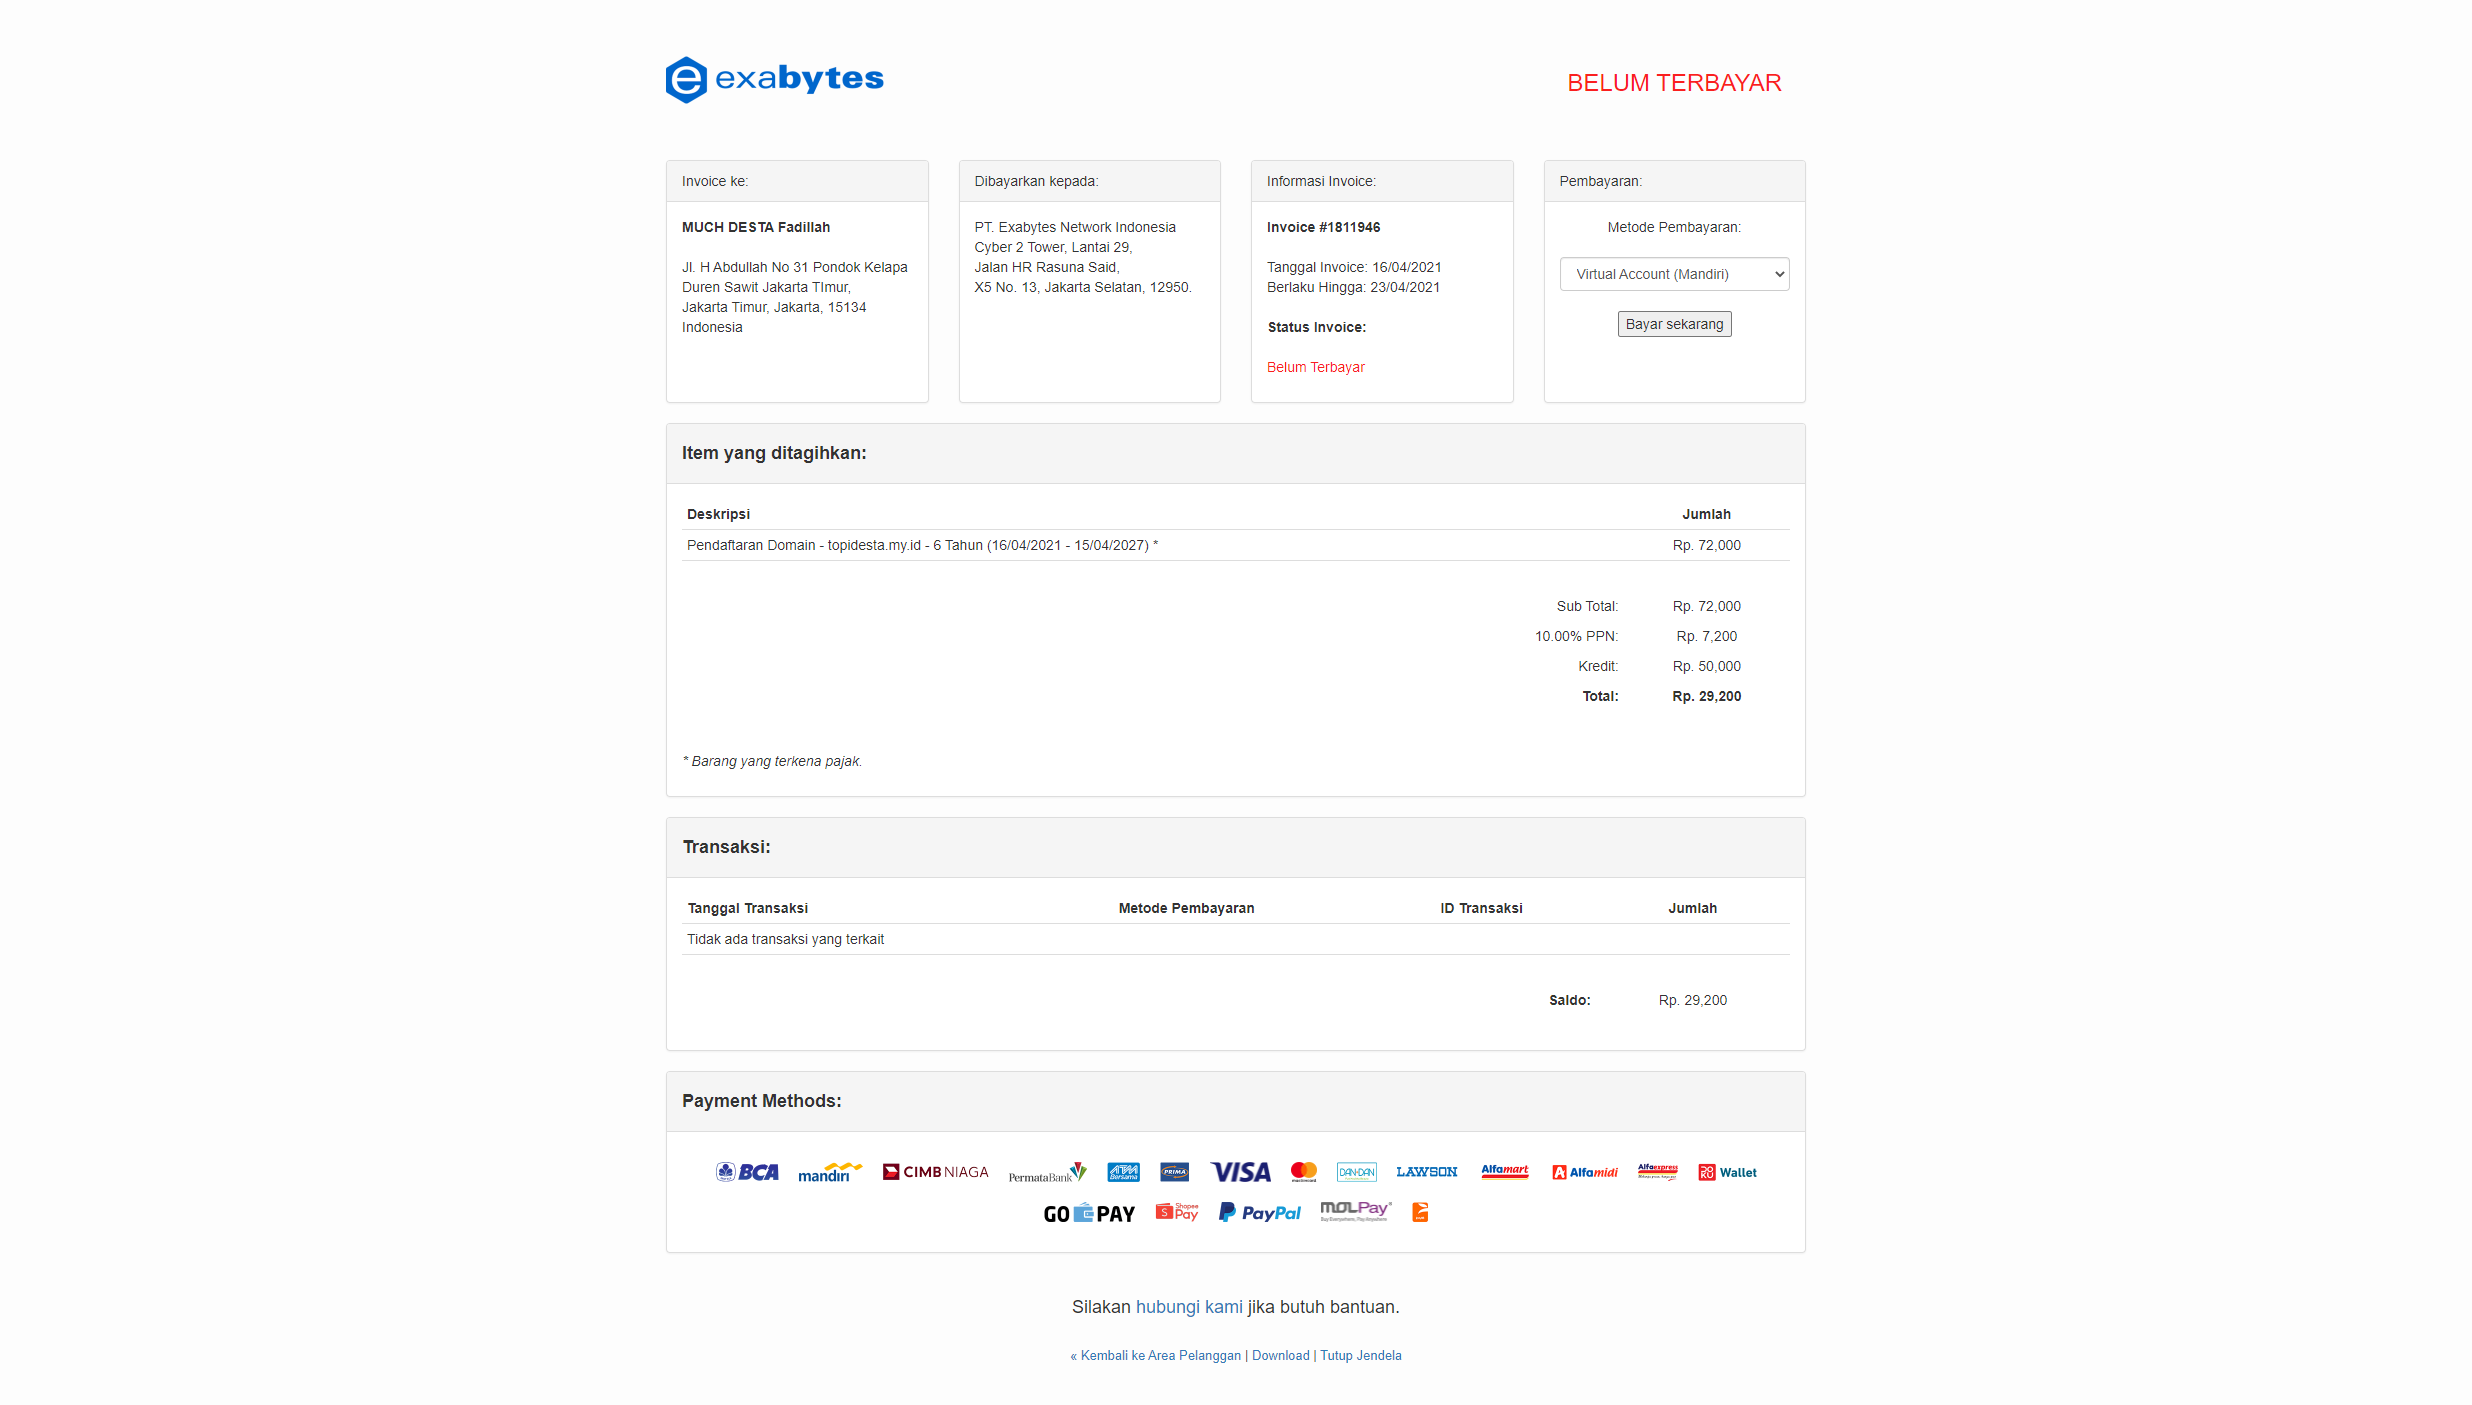 exabytes
BELUM TERBAYAR
Invoice ke:
MUCH DESTA Fadillah
Jl. H Abdullah No 31 Pondok Kelapa
Duren Sawit Jakarta TImur,
Jakarta Timur, Jakarta, 15134
Indonesia
Dibayarkan kepada:
PT. Exabytes Network Indonesia
Cyber 2 Tower, Lantai 29,
Jalan HR Rasuna Said,
X5 No. 13, Jakarta Selatan, 12950.
Informasi Invoice:
Invoice #1811946
Tanggal Invoice: 16/04/2021
Berlaku Hingga: 23/04/2021
Status Invoice:
Belum Terbayar
Pembayaran:
Metode Pembayaran:
Virtual Account (Mandiri)
Bayar sekarang
Item yang ditagihkan:
Deskripsi Jumlah
Pendaftaran Domain - topidesta.my.id - 6 Tahun (16/04/2021 - 15/04/2027) * Rp. 72,000
Sub Total: Rp. 72,000
10.00% PPN: Rp. 7,200
Kredit: Rp. 50,000
Total: Rp. 29,200
* Barang yang terkena pajak.
Transaksi:
Tanggal Transaksi Metode Pembayaran ID Transaksi Jumlah
Tidak ada transaksi yang terkait
Saldo: Rp. 29,200
Payment Methods:
BCA mandiri CIMB NIAGA PermataBank ATM Bersama PRIMA VISA mastercard DAN+DAN LAWSON Alfamart Alfamidi Alfaexpress DOKU Wallet
GO PAY Shopee Pay PayPal MOLPay
Silakan hubungi kami jika butuh bantuan.
« Kembali ke Area Pelanggan | Download | Tutup Jendela